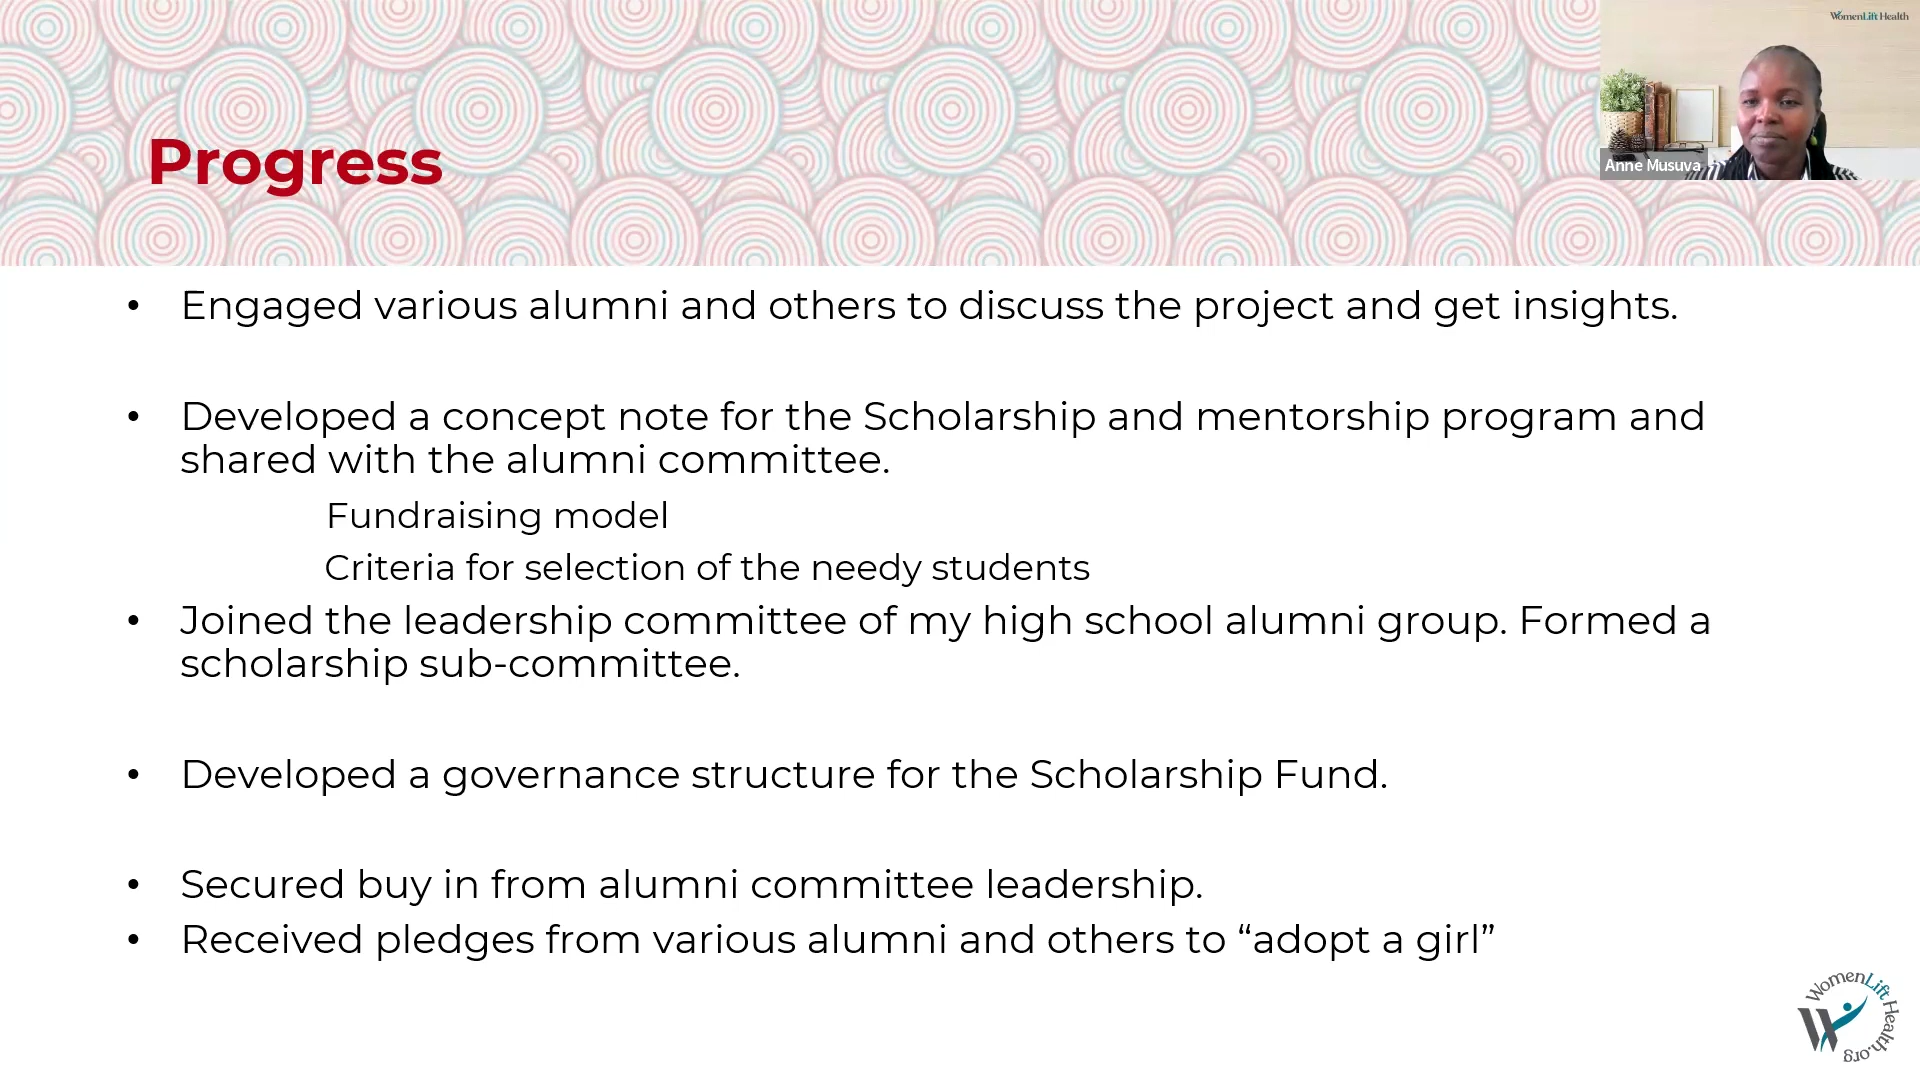 WomenLift Health
Anne Musuva
Progress
• Engaged various alumni and others to discuss the project and get insights.
• Developed a concept note for the Scholarship and mentorship program and
shared with the alumni committee.
Fundraising model
Criteria for selection of the needy students
• Joined the leadership committee of my high school alumni group. Formed a
scholarship sub-committee.
• Developed a governance structure for the Scholarship Fund.
• Secured buy in from alumni committee leadership.
• Received pledges from various alumni and others to “adopt a girl”
WomenLift Health.org